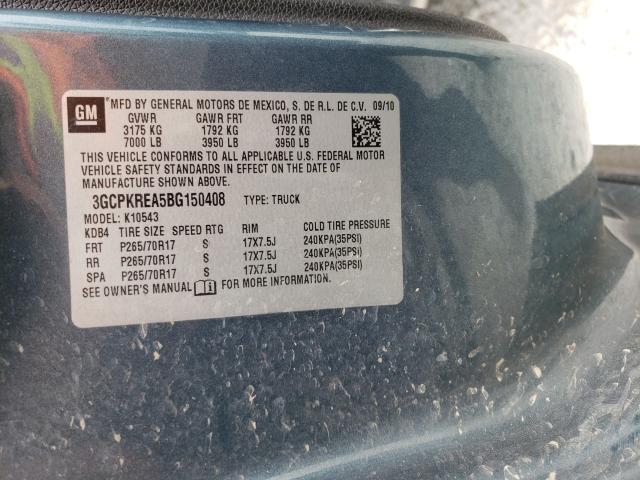 GM MFD BY GENERAL MOTORS DE MEXICO, S. DE R.L. DE C.V. 09/10
GVWR GAWR FRT GAWR RR
3175 KG 1792 KG 1792 KG
7000 LB 3950 LB 3950 LB
THIS VEHICLE CONFORMS TO ALL APPLICABLE U.S. FEDERAL MOTOR
VEHICLE SAFETY STANDARDS IN EFFECT ON THE DATE OF
MANUFACTURE SHOWN ABOVE.
3GCPKREA5BG150408 TYPE: TRUCK
MODEL: K10543
KDB4 TIRE SIZE SPEED RTG RIM COLD TIRE PRESSURE
FRT P265/70R17 S 17X7.5J 240KPA(35PSI)
RR P265/70R17 S 17X7.5J 240KPA(35PSI)
SPA P265/70R17 S 17X7.5J 240KPA(35PSI)
SEE OWNER'S MANUAL FOR MORE INFORMATION.